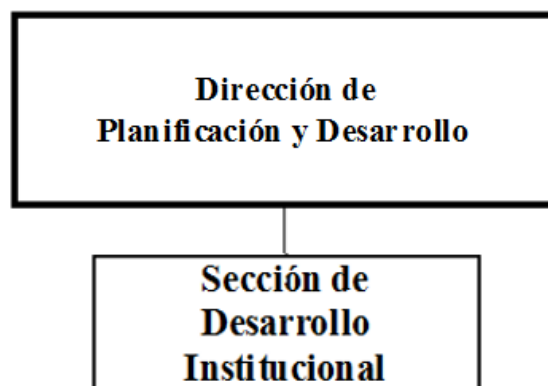 Dirección de
Planificación y Desarrollo
Sección de
Desarrollo
Institucional